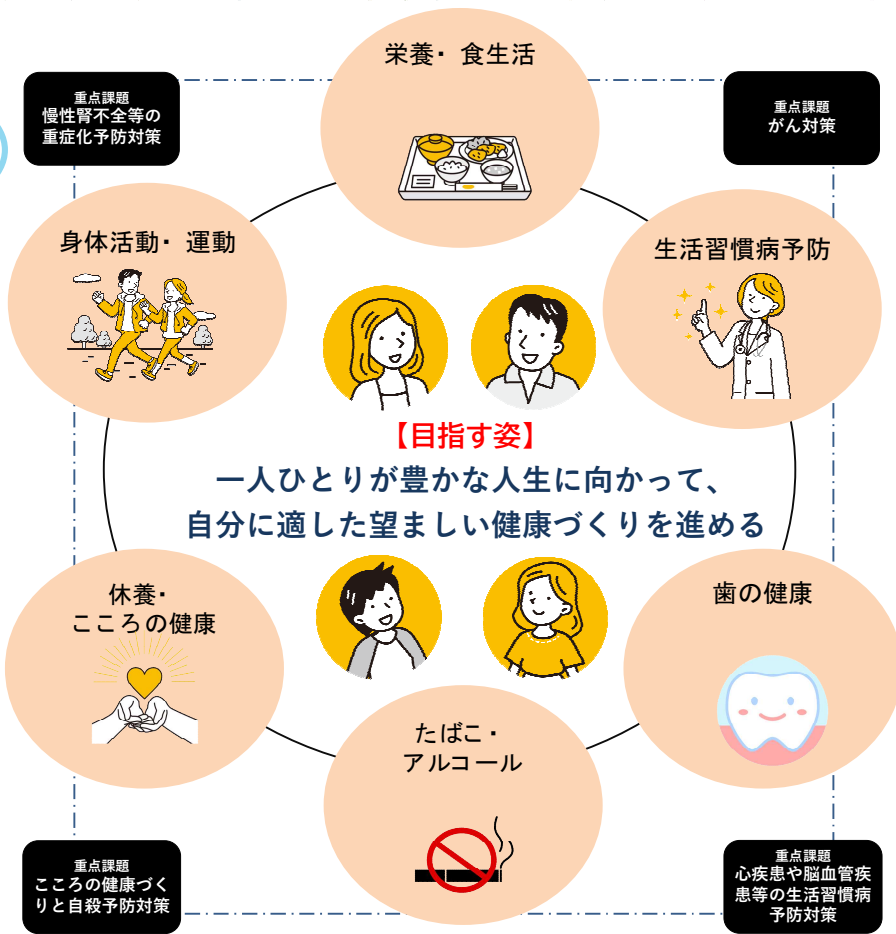 栄養・ 食生活
重点課題
慢性腎不全等の
重症化予防対策
重点課題
がん対策
身体活動・ 運動
生活習慣病予防
【目指す姿】
一人ひとりが豊かな人生に向かって、
自分に適した望ましい健康づくりを進める
休養・
こころの健康
歯の健康
たばこ・
アルコール
重点課題
こころの健康づく
りと自殺予防対策
重点課題
心疾患や脳血管疾
患等の生活習慣病
予防対策